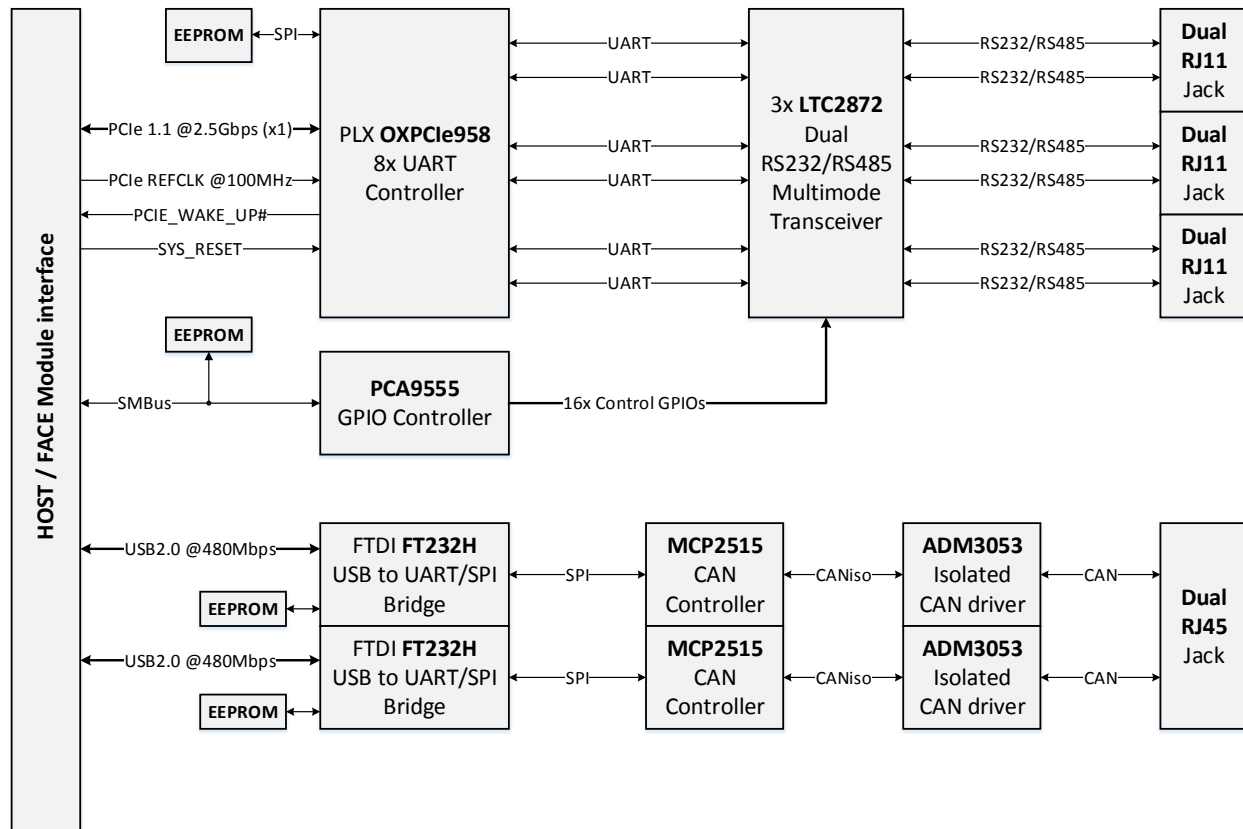 HOST / FACE Module interface
EEPROM
SPI
PCIe 1.1 @2.5Gbps (x1)
PCIe REFCLK @100MHz
PCIE_WAKE_UP#
SYS_RESET
PLX OXPCIe958
8x UART
Controller
UART
UART
UART
UART
UART
UART
3x LTC2872
Dual
RS232/RS485
Multimode
Transceiver
RS232/RS485
RS232/RS485
RS232/RS485
RS232/RS485
RS232/RS485
RS232/RS485
Dual
RJ11
Jack
Dual
RJ11
Jack
Dual
RJ11
Jack
EEPROM
SMBus
PCA9555
GPIO Controller
16x Control GPIOs
USB2.0 @480Mbps
EEPROM
FTDI FT232H
USB to UART/SPI
Bridge
SPI
MCP2515
CAN
Controller
CANiso
ADM3053
Isolated
CAN driver
CAN
USB2.0 @480Mbps
EEPROM
FTDI FT232H
USB to UART/SPI
Bridge
SPI
MCP2515
CAN
Controller
CANiso
ADM3053
Isolated
CAN driver
CAN
Dual
RJ45
Jack